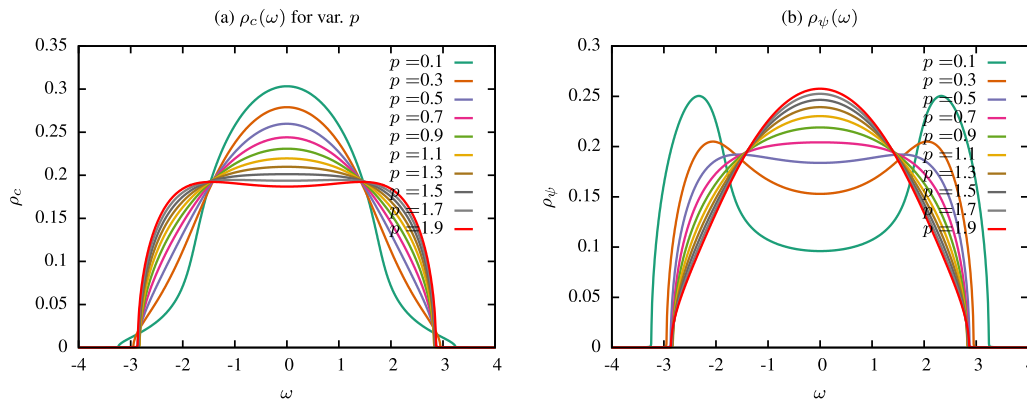 (a) ρc(ω) for var. p
0.35
0.3
0.25
0.2
0.15
0.1
0.05
0
ρc
p =0.1
p =0.3
p =0.5
p =0.7
p =0.9
p =1.1
p =1.3
p =1.5
p =1.7
p =1.9
-4 -3 -2 -1 0 1 2 3 4
ω
(b) ρψ(ω)
0.3
0.25
0.2
0.15
0.1
0.05
0
ρψ
p =0.1
p =0.3
p =0.5
p =0.7
p =0.9
p =1.1
p =1.3
p =1.5
p =1.7
p =1.9
-4 -3 -2 -1 0 1 2 3 4
ω